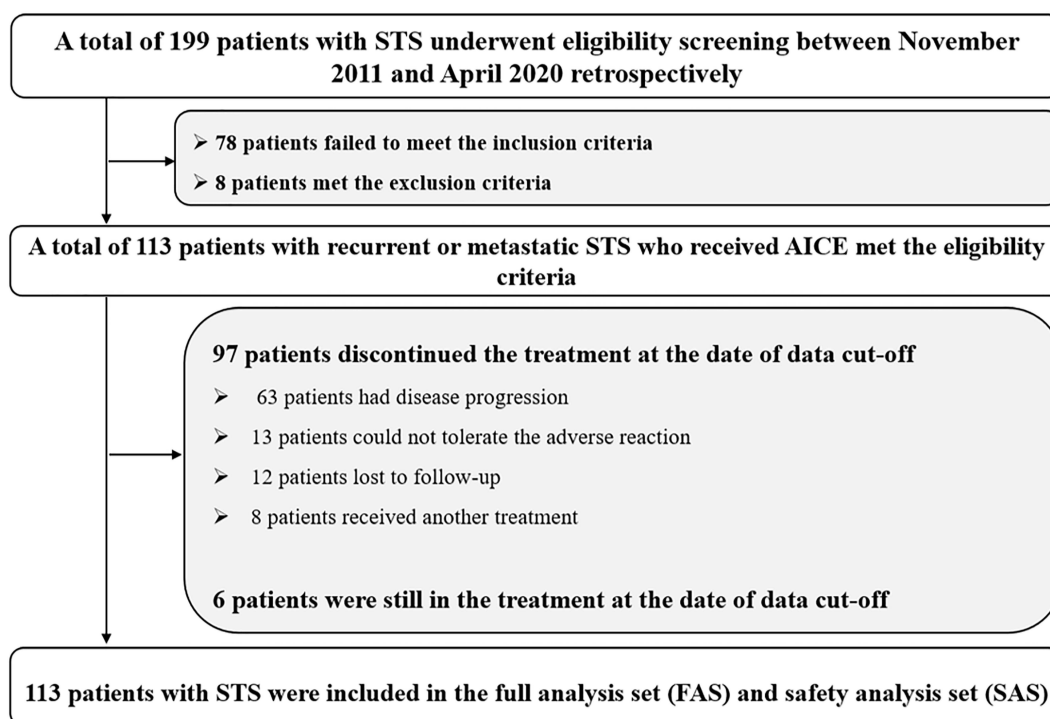 A total of 199 patients with STS underwent eligibility screening between November
2011 and April 2020 retrospectively
➢ 78 patients failed to meet the inclusion criteria
➢ 8 patients met the exclusion criteria
A total of 113 patients with recurrent or metastatic STS who received AICE met the eligibility
criteria
97 patients discontinued the treatment at the date of data cut-off
➢ 63 patients had disease progression
➢ 13 patients could not tolerate the adverse reaction
➢ 12 patients lost to follow-up
➢ 8 patients received another treatment
6 patients were still in the treatment at the date of data cut-off
113 patients with STS were included in the full analysis set (FAS) and safety analysis set (SAS)